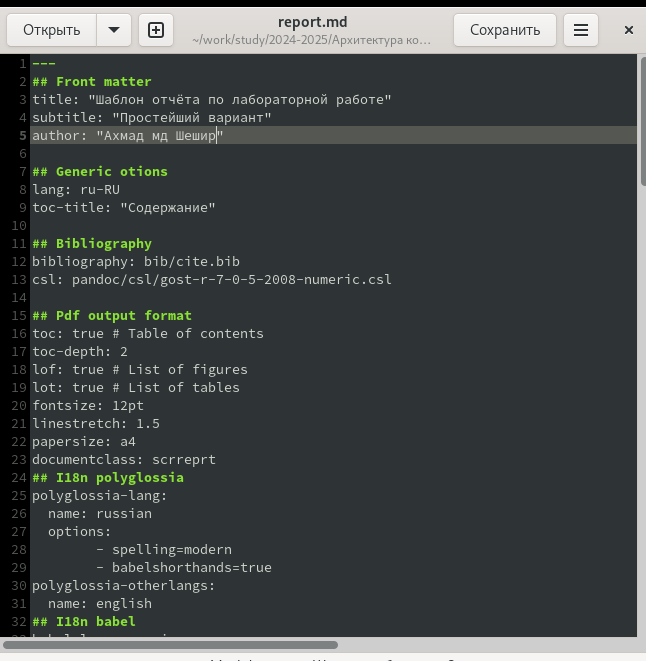 Открыть
report.md
~/work/study/2024-2025/Архитектура ко…
Сохранить
1 ---
2 ## Front matter
3 title: "Шаблон отчёта по лабораторной работе"
4 subtitle: "Простейший вариант"
5 author: "Ахмад мд Шешир"
6
7 ## Generic otions
8 lang: ru-RU
9 toc-title: "Содержание"
10
11 ## Bibliography
12 bibliography: bib/cite.bib
13 csl: pandoc/csl/gost-r-7-0-5-2008-numeric.csl
14
15 ## Pdf output format
16 toc: true # Table of contents
17 toc-depth: 2
18 lof: true # List of figures
19 lot: true # List of tables
20 fontsize: 12pt
21 linestretch: 1.5
22 papersize: a4
23 documentclass: scrreprt
24 ## I18n polyglossia
25 polyglossia-lang:
26   name: russian
27   options:
28         - spelling=modern
29         - babelshorthands=true
30 polyglossia-otherlangs:
31   name: english
32 ## I18n babel